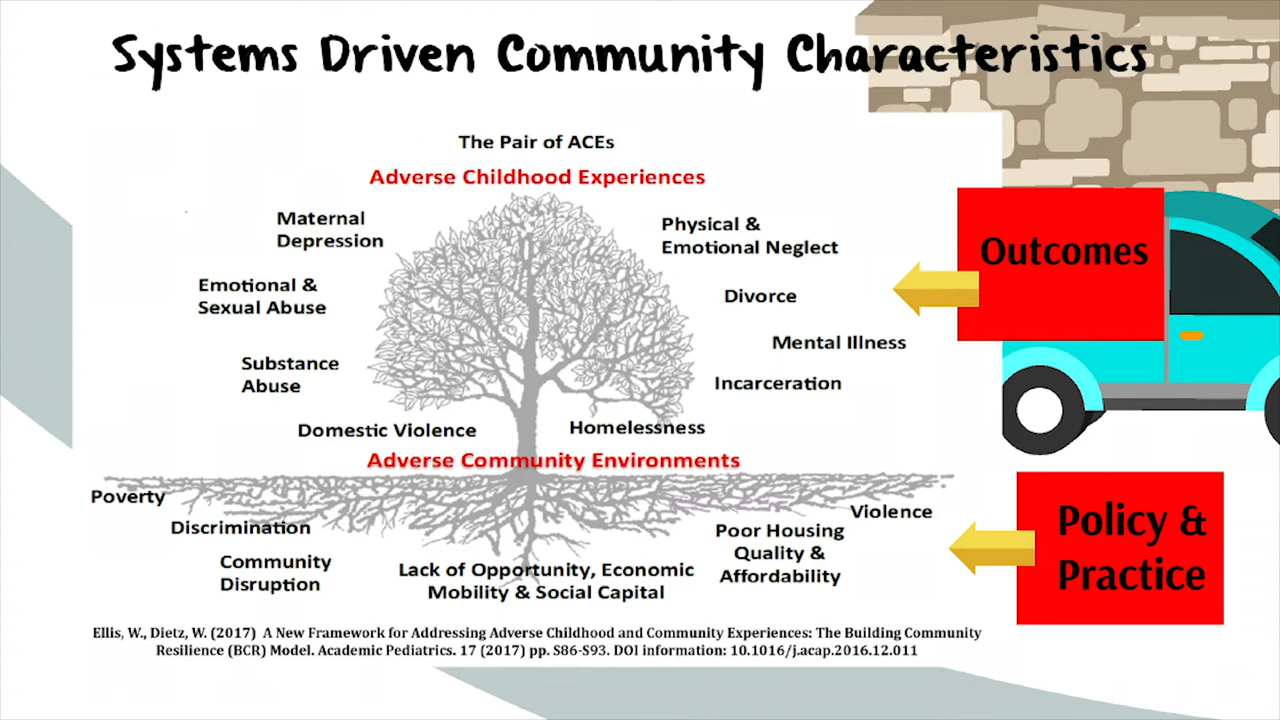 Systems Driven Community Characteristics
The Pair of ACEs
Adverse Childhood Experiences
Maternal
Depression
Physical &
Emotional Neglect
Outcomes
Emotional &
Sexual Abuse
Divorce
Mental Illness
Substance
Abuse
Incarceration
Domestic Violence
Homelessness
Adverse Community Environments
Poverty
Discrimination
Community
Disruption
Lack of Opportunity, Economic
Mobility & Social Capital
Poor Housing
Quality &
Affordability
Violence
Policy &
Practice
Ellis, W., Dietz, W. (2017) A New Framework for Addressing Adverse Childhood and Community Experiences: The Building Community
Resilience (BCR) Model. Academic Pediatrics. 17 (2017) pp. S86-S93. DOI information: 10.1016/j.acap.2016.12.011